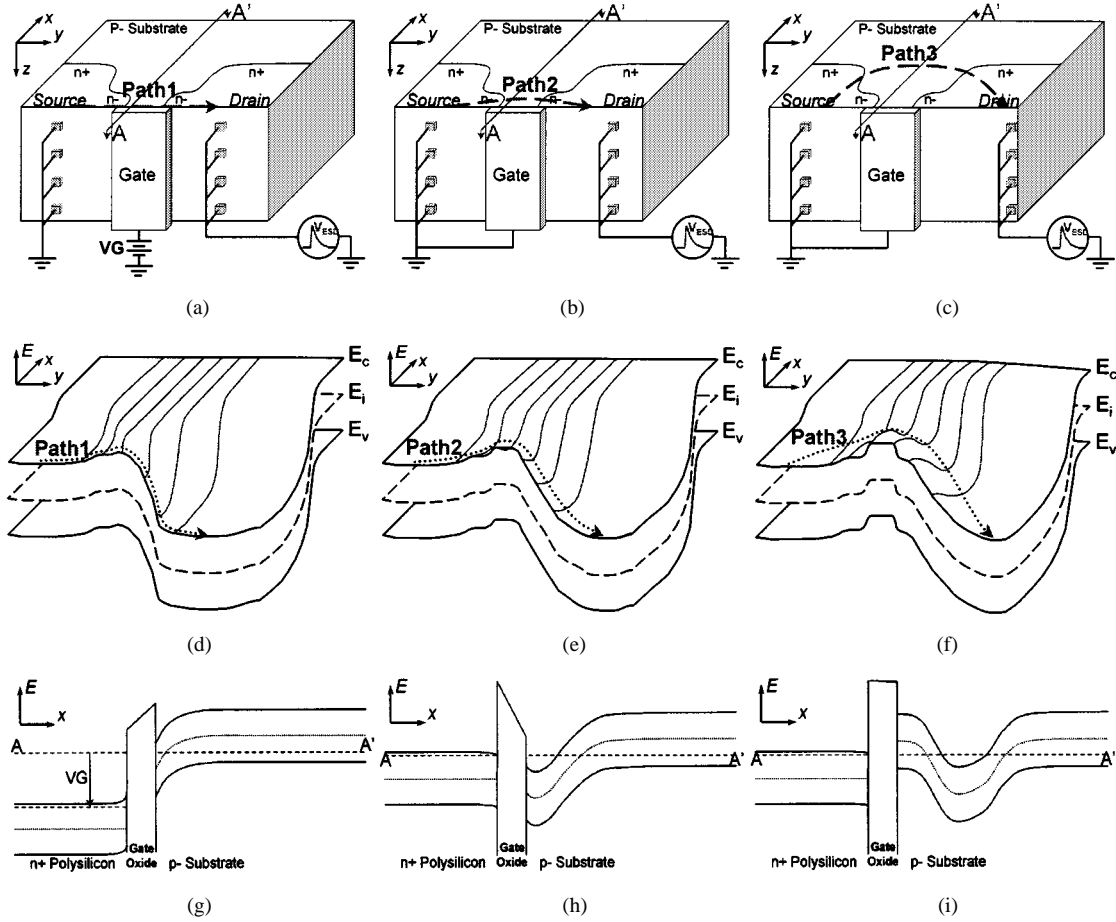 x
y
z
P- Substrate
A'
n+
n+
Path1
Source
n-
n-
Drain
A
Gate
VG
VESD
(a)
x
y
z
P- Substrate
A'
n+
n+
Path2
Source
n-
n-
Drain
A
Gate
VESD
(b)
x
y
z
P- Substrate
A'
Path3
n+
n+
Source
n-
n-
Drain
A
Gate
VESD
(c)
E
x
y
Ec
Ei
Ev
Path1
(d)
E
x
y
Ec
Ei
Ev
Path2
(e)
E
x
y
Ec
Ei
Ev
Path3
(f)
E
x
A
A'
VG
n+ Polysilicon
Gate
Oxide
p- Substrate
(g)
E
x
A
A'
n+ Polysilicon
Gate
Oxide
p- Substrate
(h)
E
x
A
A'
n+ Polysilicon
Gate
Oxide
p- Substrate
(i)